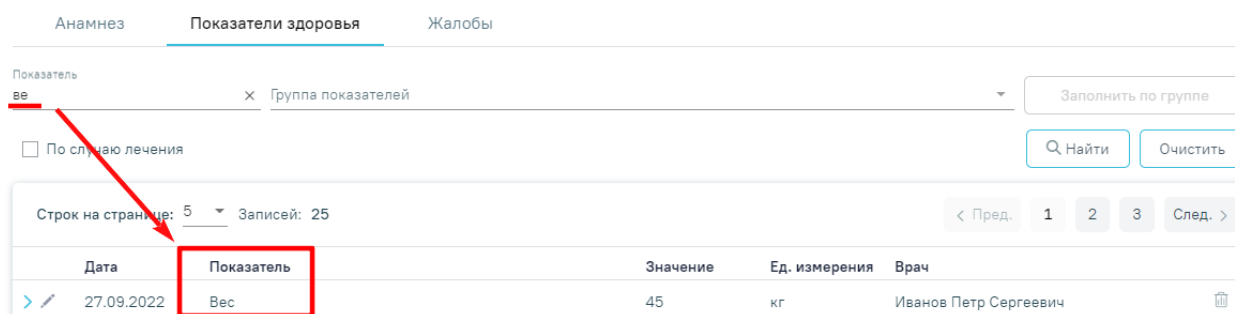 Анамнез Показатели здоровья Жалобы
Показатель
ве × Группа показателей Заполнить по группе
По случаю лечения Найти Очистить
Строк на странице: 5 Записей: 25 < Пред. 1 2 3 След. >
Дата Показатель Значение Ед. измерения Врач
27.09.2022 Вес 45 кг Иванов Петр Сергеевич